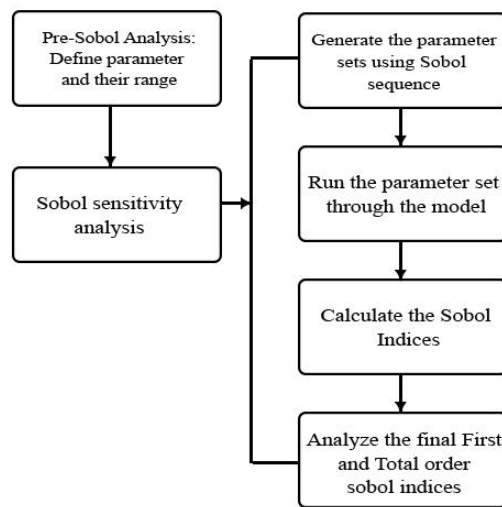 Pre-Sobol Analysis:
Define parameter
and their range
Sobol sensitivity
analysis
Generate the parameter
sets using Sobol
sequence
Run the parameter set
through the model
Calculate the Sobol
Indices
Analyze the final First
and Total order
sobol indices